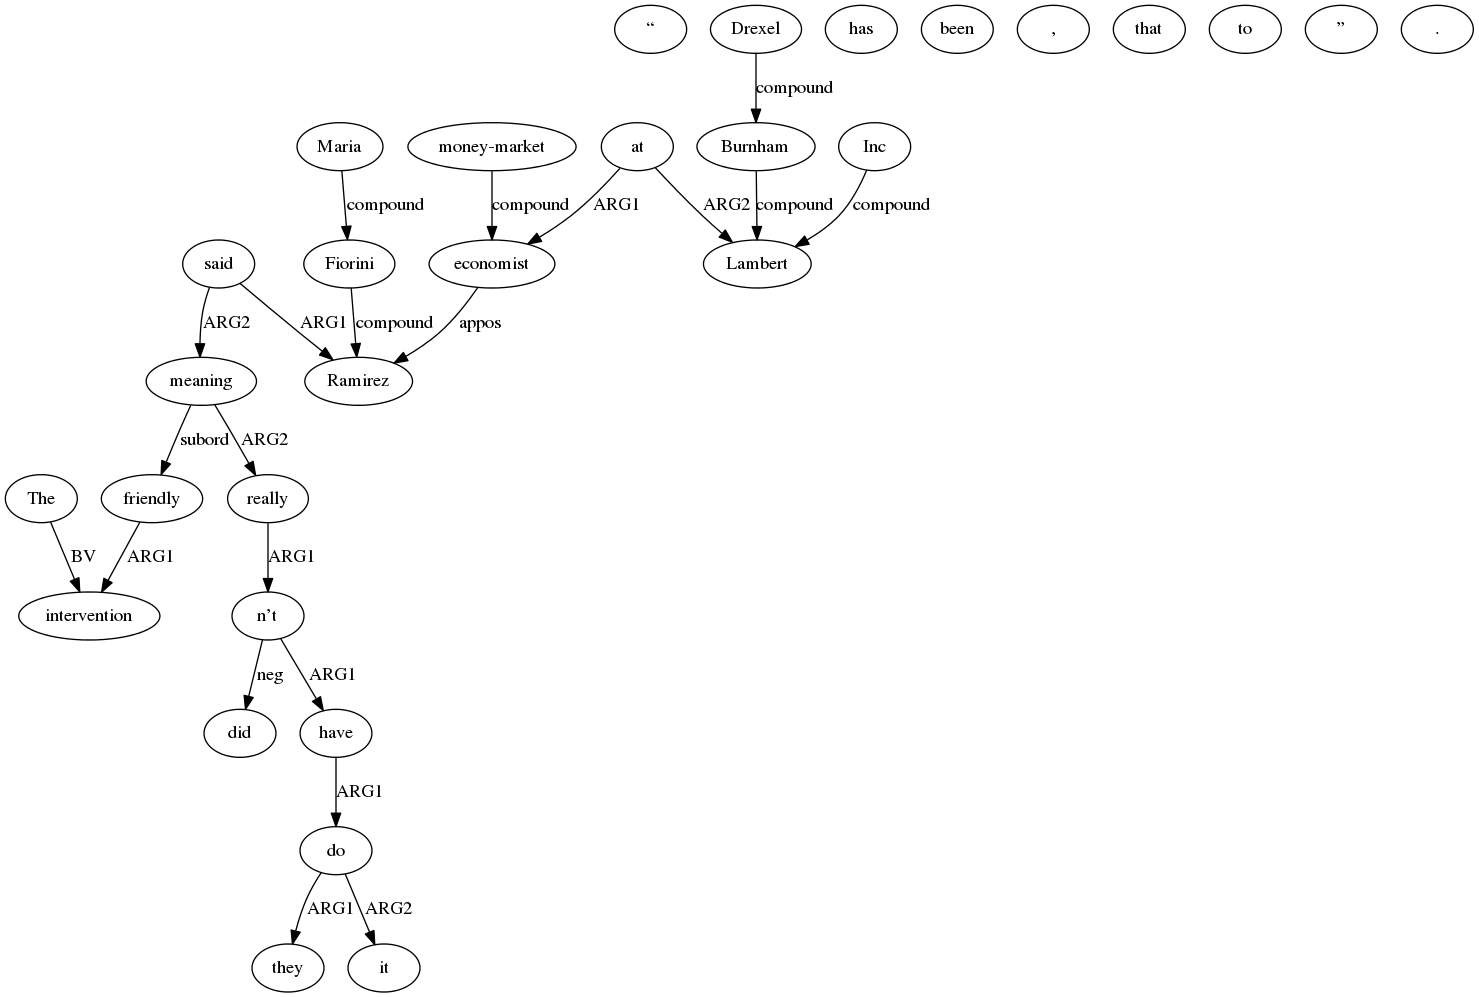 “ Drexel has been , that to ” .
compound
Maria money-market at Burnham Inc
compound compound ARG1 ARG2 compound compound
said Fiorini economist Lambert
ARG2 ARG1 compound appos
meaning Ramirez
subord ARG2
The friendly really
BV ARG1 ARG1
intervention n’t
neg ARG1
did have
ARG1
do
ARG1 ARG2
they it